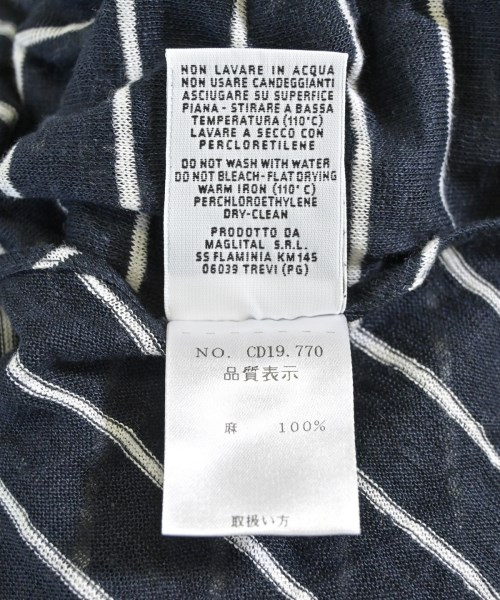 NON LAVARE IN ACQUA
NON USARE CANDEGGIANTI
ASCIUGARE SU SUPERFICE
PIANA - STIRARE A BASSA
TEMPERATURA (110°C)
LAVARE A SECCO CON
PERCLORETILENE
DO NOT WASH WITH WATER
DO NOT BLEACH-FLAT DRYING
WARM IRON (110°C)
PERCHLOROETHYLENE
DRY-CLEAN
PRODOTTO DA
MAGLITAL S.R.L.
SS FLAMINIA KM145
06039 TREVI (PG)
NO. CD19.770
品質表示
麻 100%
取扱い方